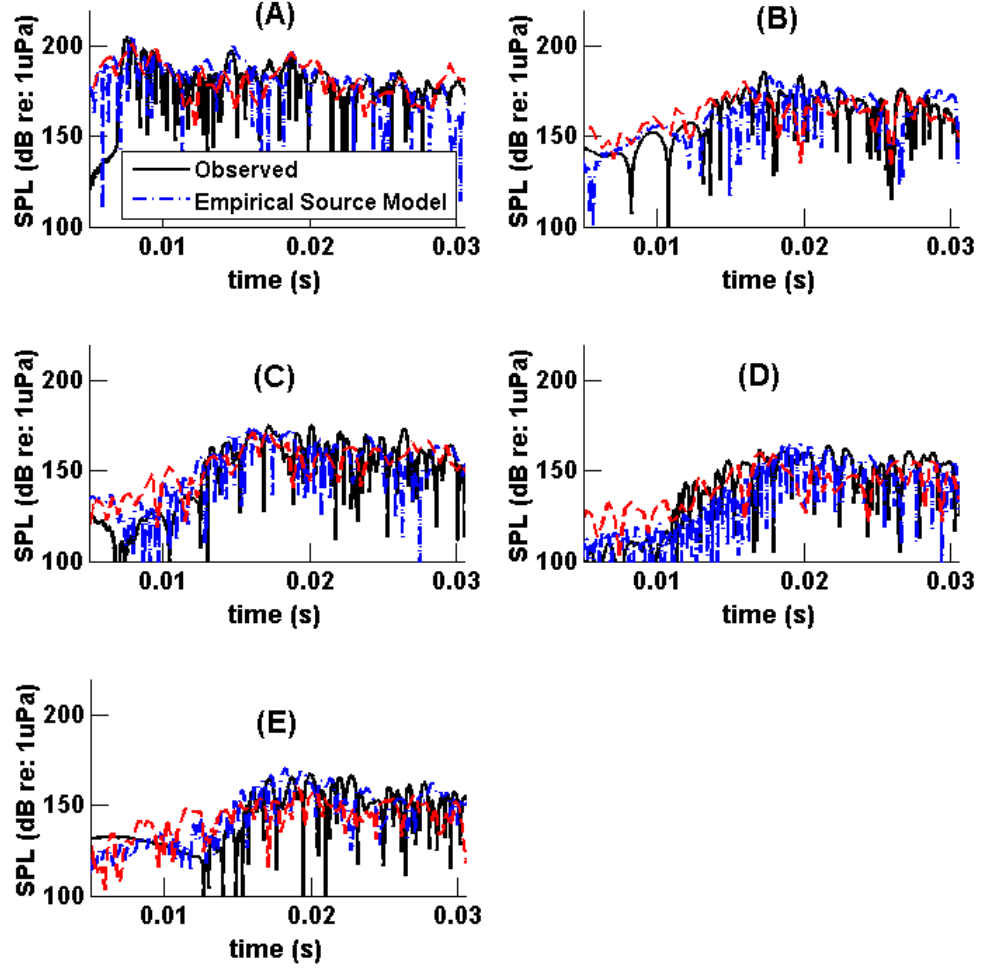 (A)
SPL (dB re: 1uPa)
200
150
100
Observed
Empirical Source Model
0.01
0.02
0.03
time (s)
(B)
SPL (dB re: 1uPa)
200
150
100
0.01
0.02
0.03
time (s)
(C)
SPL (dB re: 1uPa)
200
150
100
0.01
0.02
0.03
time (s)
(D)
SPL (dB re: 1uPa)
200
150
100
0.01
0.02
0.03
time (s)
(E)
SPL (dB re: 1uPa)
200
150
100
0.01
0.02
0.03
time (s)